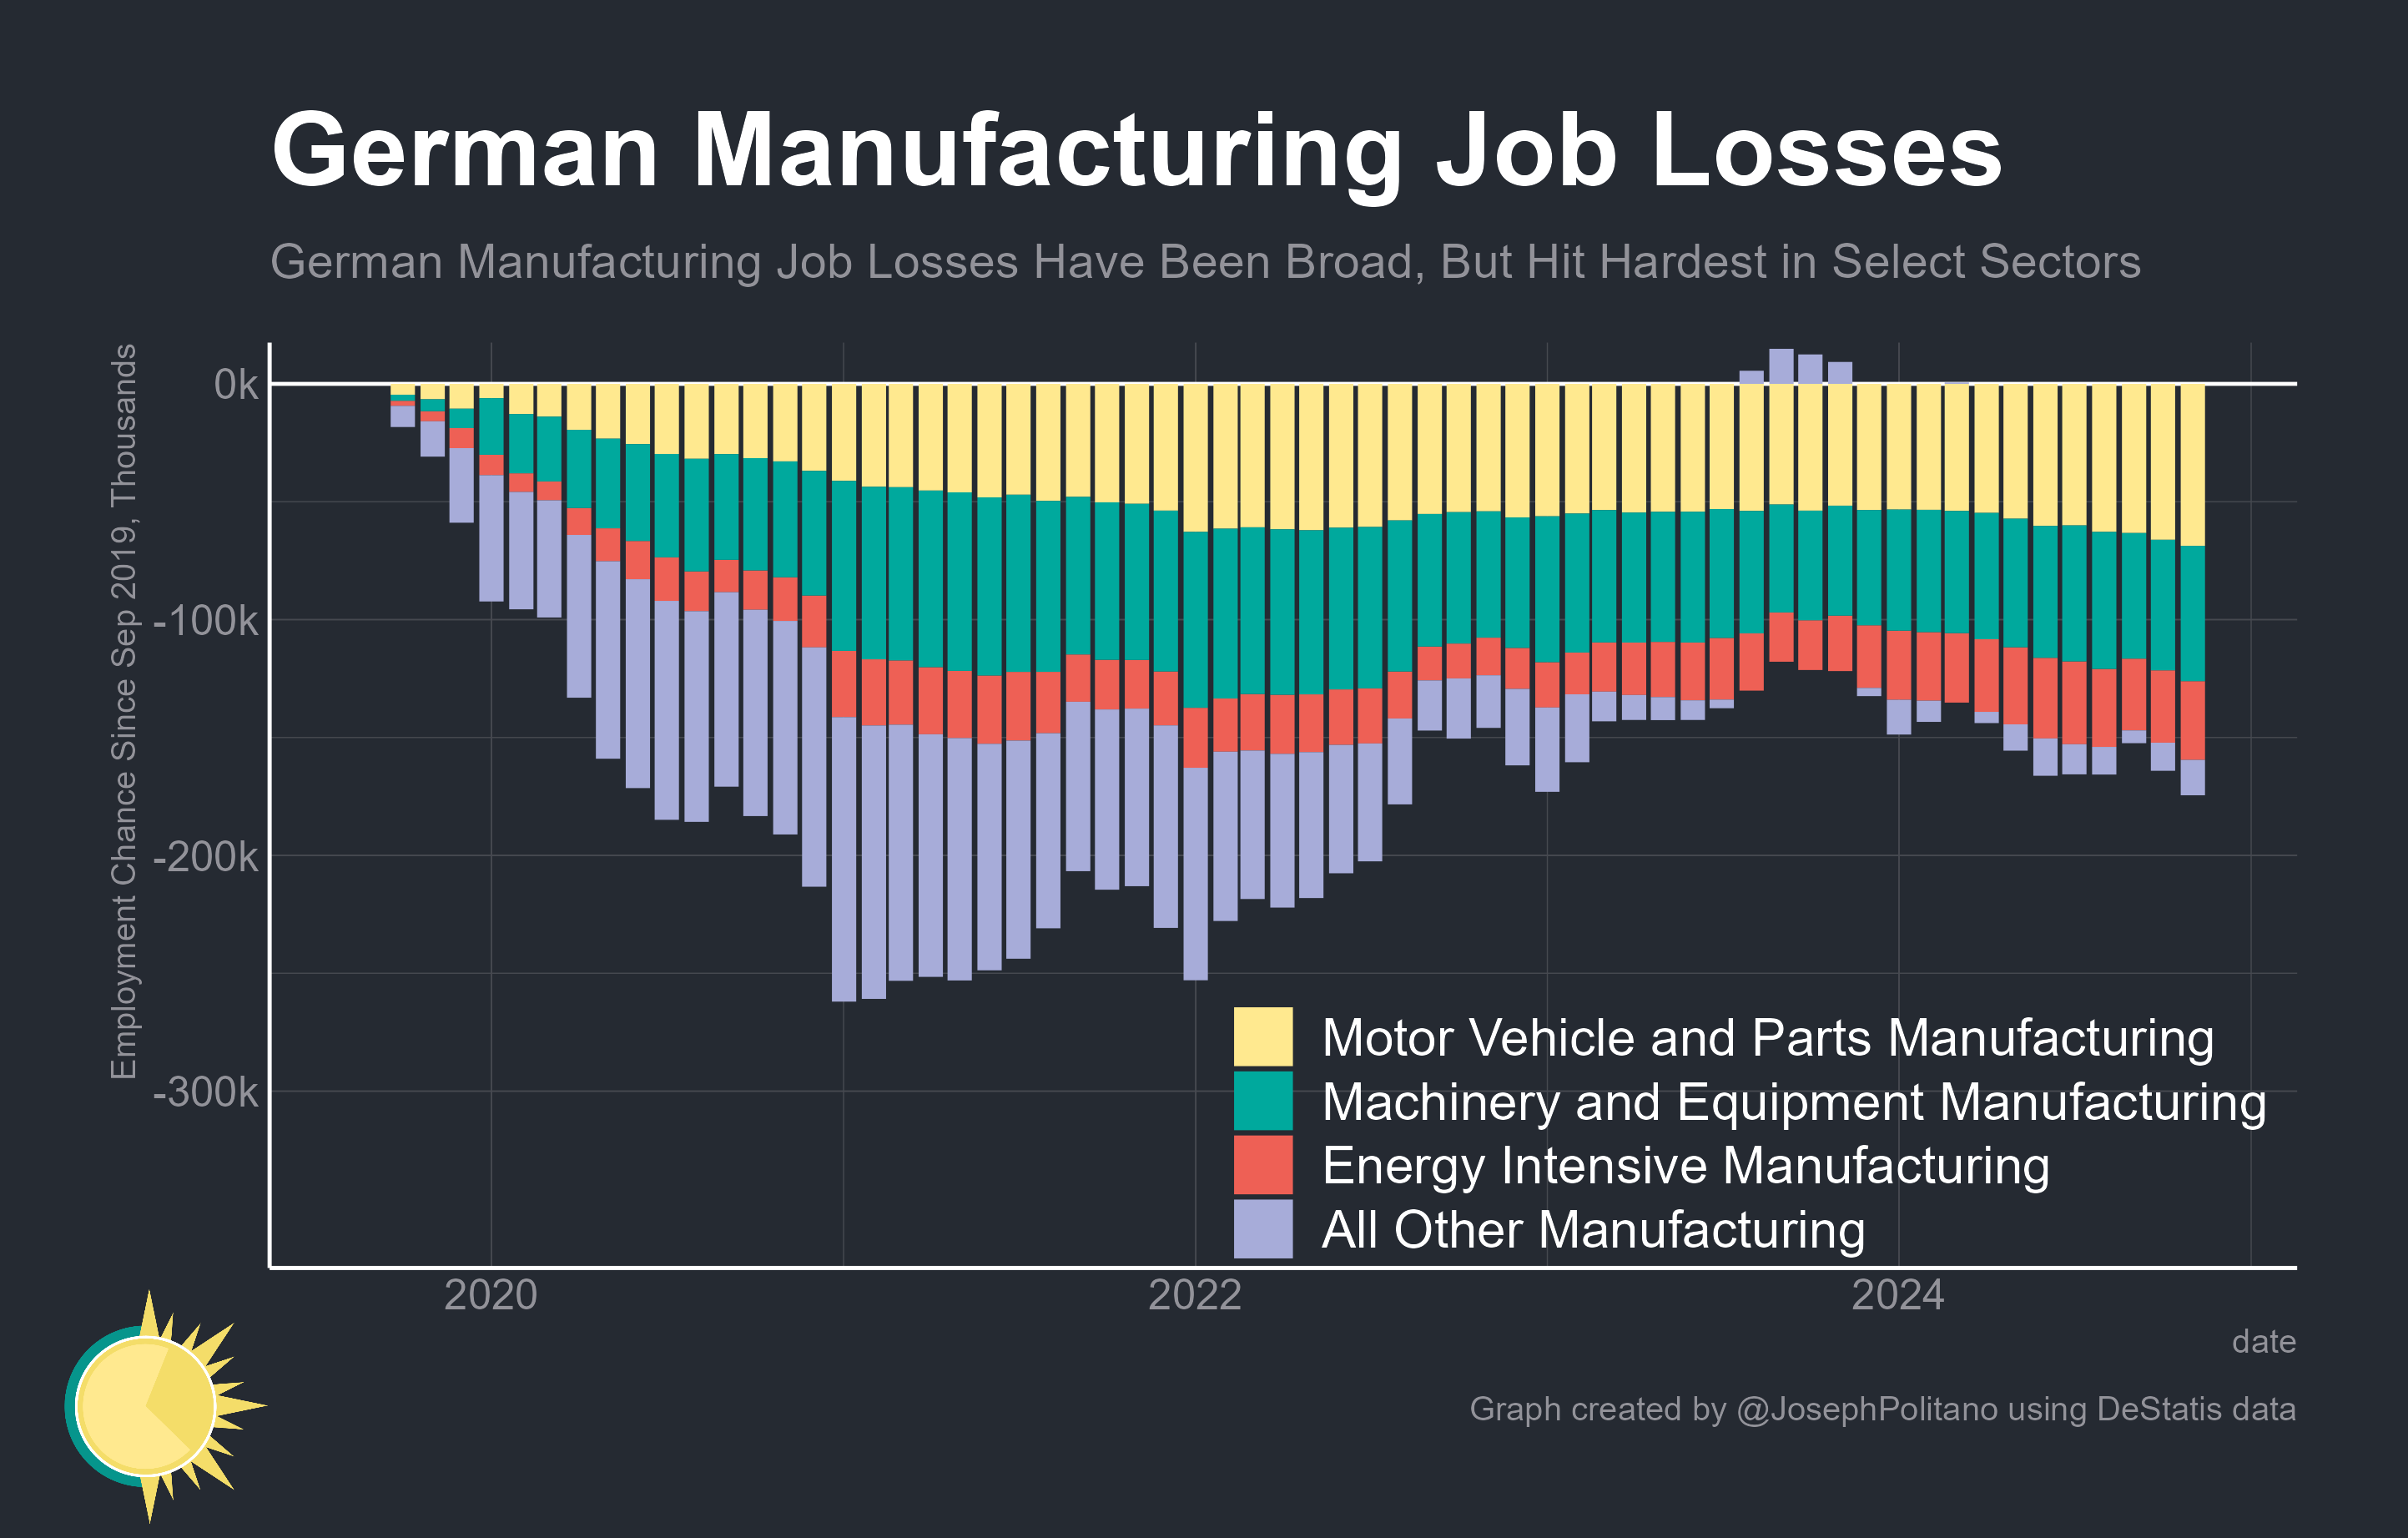 German Manufacturing Job Losses
German Manufacturing Job Losses Have Been Broad, But Hit Hardest in Select Sectors
Employment Chance Since Sep 2019, Thousands
0k
-100k
-200k
-300k
Motor Vehicle and Parts Manufacturing
Machinery and Equipment Manufacturing
Energy Intensive Manufacturing
All Other Manufacturing
2020
2022
2024
date
Graph created by @JosephPolitano using DeStatis data